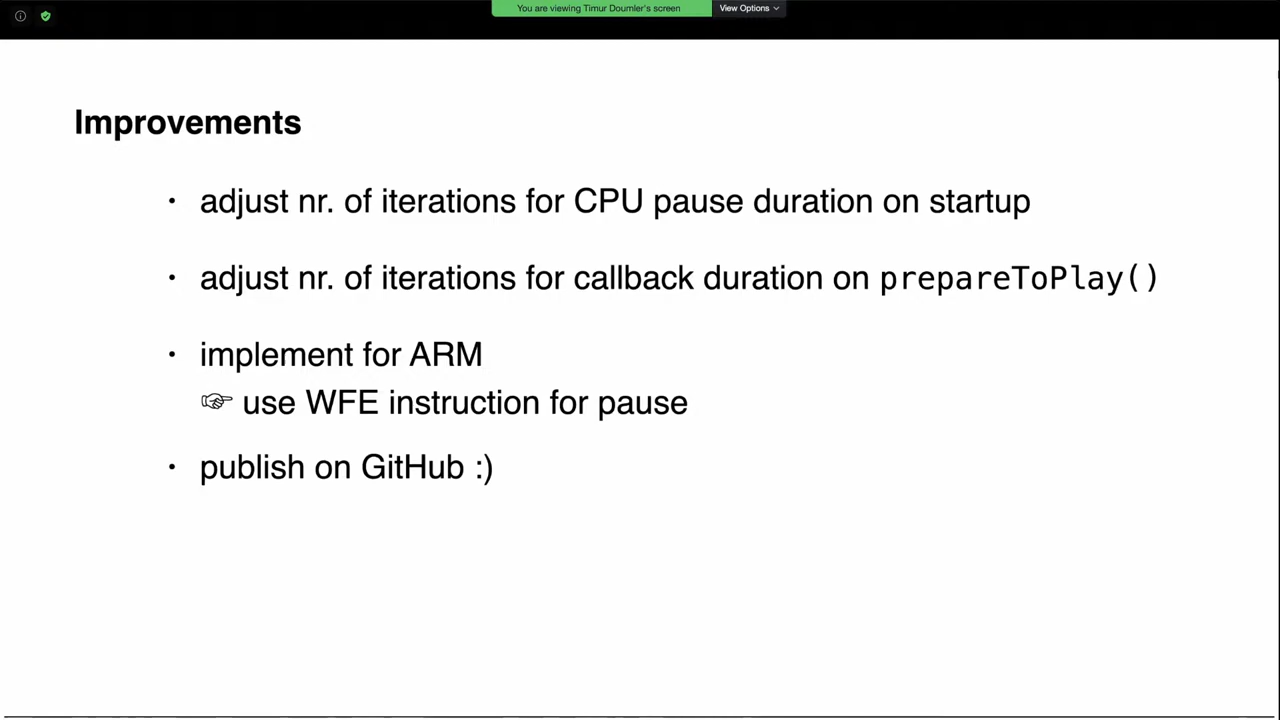 You are viewing Timur Doumler's screen
View Options
Improvements
· adjust nr. of iterations for CPU pause duration on startup
· adjust nr. of iterations for callback duration on prepareToPlay()
· implement for ARM
☞ use WFE instruction for pause
· publish on GitHub :)